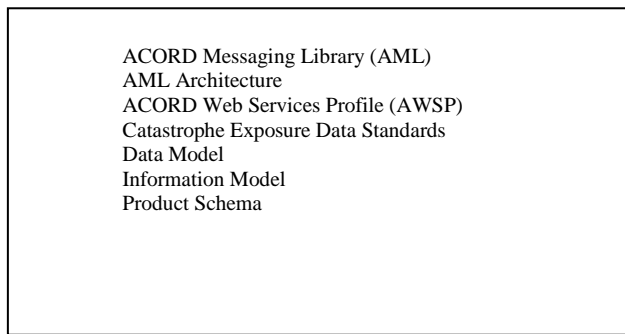 ACORD Messaging Library (AML)
AML Architecture
ACORD Web Services Profile (AWSP)
Catastrophe Exposure Data Standards
Data Model
Information Model
Product Schema